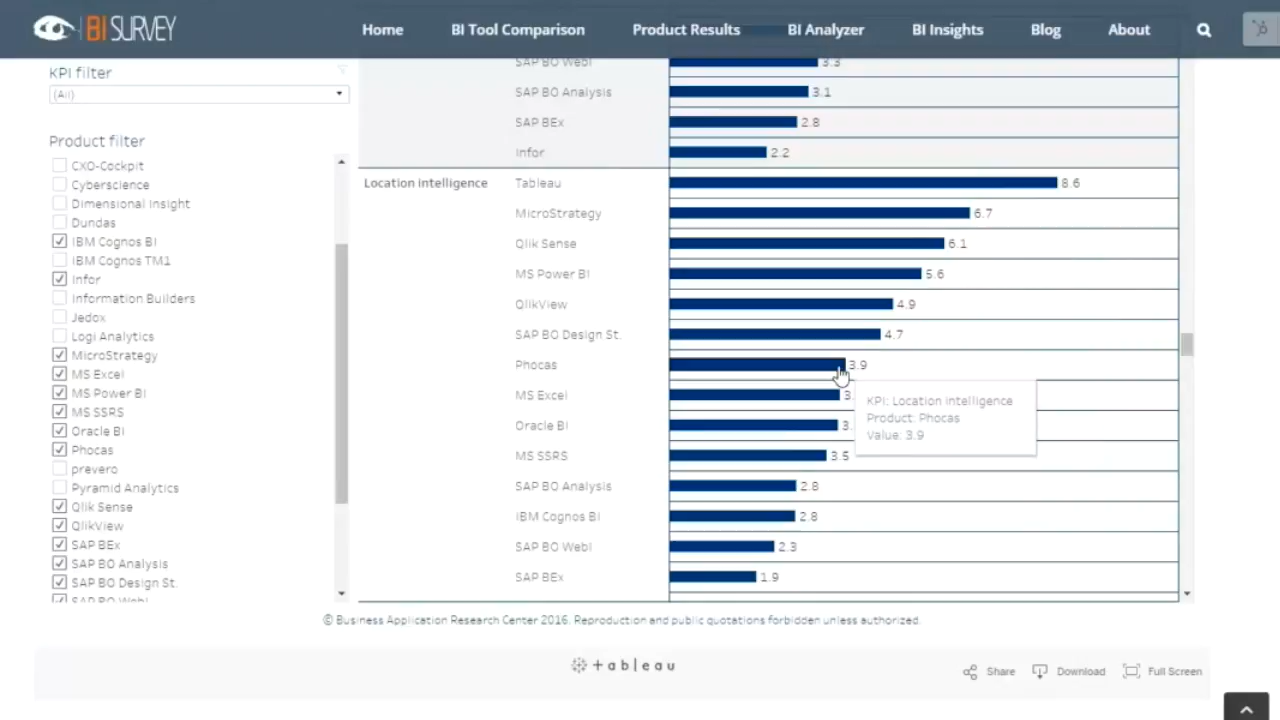 BI SURVEY
Home
BI Tool Comparison
Product Results
BI Analyzer
BI Insights
Blog
About
KPI filter
(All)
Product filter
CXO-Cockpit
Cyberscience
Dimensional Insight
Dundas
IBM Cognos BI
IBM Cognos TM1
Infor
Information Builders
Jedox
Logi Analytics
MicroStrategy
MS Excel
MS Power BI
MS SSRS
Oracle BI
Phocas
prevero
Pyramid Analytics
Qlik Sense
QlikView
SAP BEx
SAP BO Analysis
SAP BO Design St.
SAP BO WebI
SAP BO WebI 3.3
SAP BO Analysis 3.1
SAP BEx 2.8
Infor 2.2
Location intelligence
Tableau 8.6
MicroStrategy 6.7
Qlik Sense 6.1
MS Power BI 5.6
QlikView 4.9
SAP BO Design St. 4.7
Phocas 3.9
MS Excel 3.
Oracle BI 3.
MS SSRS 3.5
SAP BO Analysis 2.8
IBM Cognos BI 2.8
SAP BO WebI 2.3
SAP BEx 1.9
KPI: Location intelligence
Product: Phocas
Value: 3.9
© Business Application Research Center 2016. Reproduction and public quotations forbidden unless authorized.
+ a b | e a u
Share
Download
Full Screen